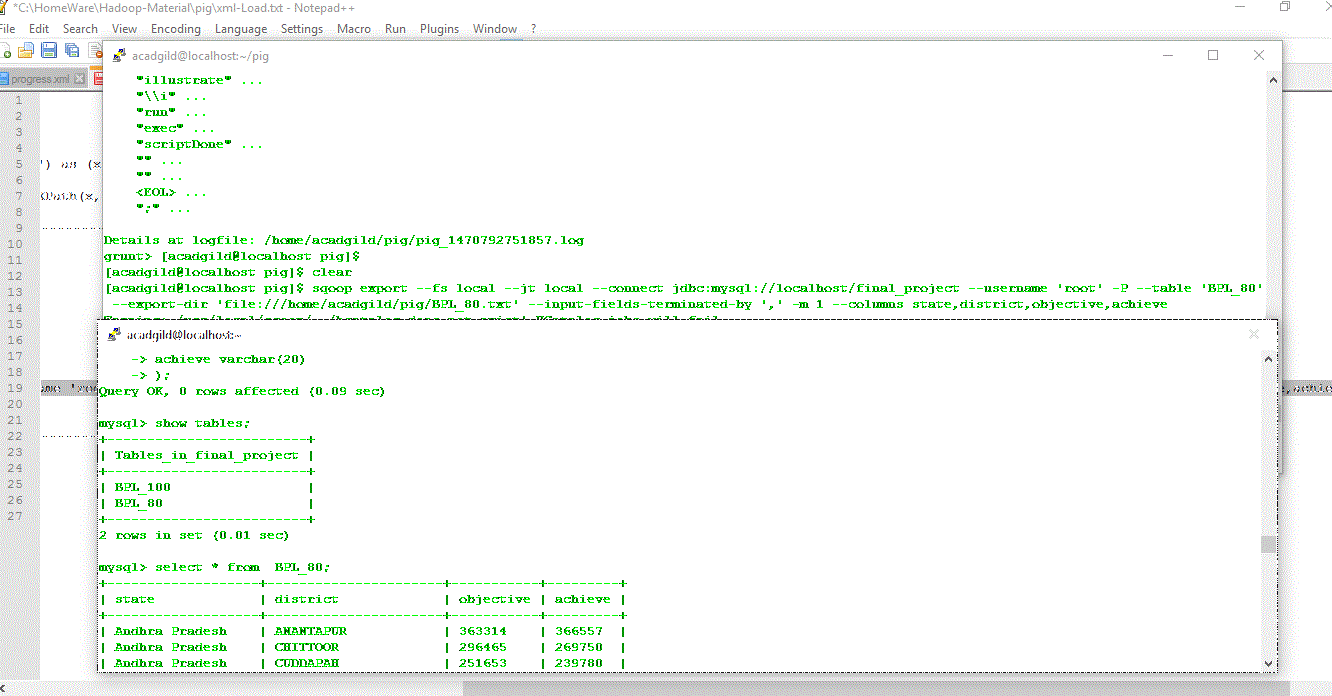 *C:\HomeWare\Hadoop-Material\pig\xml-Load.txt - Notepad++
File Edit Search View Encoding Language Settings Macro Run Plugins Window ?
progress.xml
acadgild@localhost:~/pig
"illustrate" ...
"\\i" ...
"run" ...
"exec" ...
"scriptDone" ...
"" ...
"" ...
<EOL> ...
";" ...
Details at logfile: /home/acadgild/pig/pig_1470792751857.log
grunt> [acadgild@localhost pig]$
[acadgild@localhost pig]$ clear
[acadgild@localhost pig]$ sqoop export --fs local --jt local --connect jdbc:mysql://localhost/final_project --username 'root' -P --table 'BPL_80'
--export-dir 'file:///home/acadgild/pig/BPL_80.txt' --input-fields-terminated-by ',' -m 1 --columns state,district,objective,achieve
1
2
3
4
5 ') as (x
6
7 XPath(x,
8
9
10
11
12
13
14
15
16
17
18
19
20
21
22
23
24
25
26
27
acadgild@localhost:~
-> achieve varchar(20)
-> );
Query OK, 0 rows affected (0.09 sec)
mysql> show tables;
+---------------------------+
| Tables_in_final_project |
+---------------------------+
| BPL_100 |
| BPL_80 |
+---------------------------+
2 rows in set (0.01 sec)
mysql> select * from  BPL_80;
| state | district | objective | achieve |
| Andhra Pradesh | ANANTAPUR | 363314 | 366557 |
| Andhra Pradesh | CHITTOOR | 296465 | 269750 |
| Andhra Pradesh | CUDDAPAH | 251653 | 239780 |